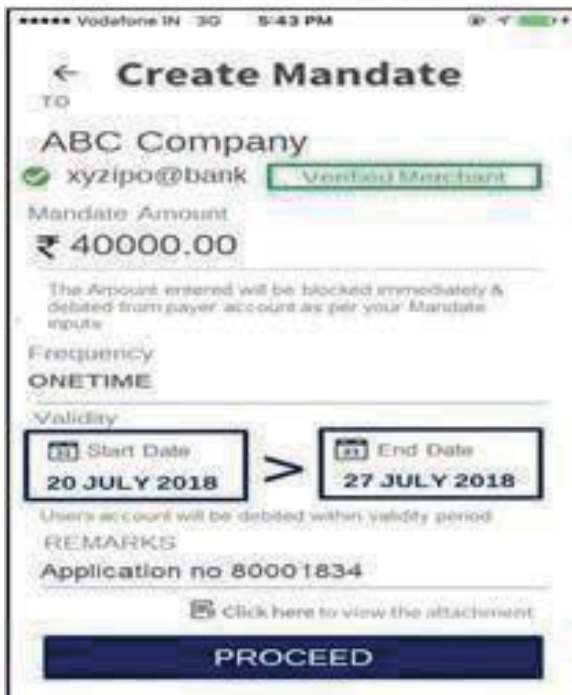 Vodafone IN 3G 5:43 PM
← Create Mandate
TO
ABC Company
xyzipo@bank Verified Merchant
Mandate Amount
₹ 40000.00
The Amount entered will be blocked immediately &
debited from payer account as per your Mandate
inputs
Frequency
ONETIME
Validity
31 Start Date > 31 End Date
20 JULY 2018 27 JULY 2018
Users account will be debited within validity period
REMARKS
Application no 80001834
Click here to view the attachment
PROCEED